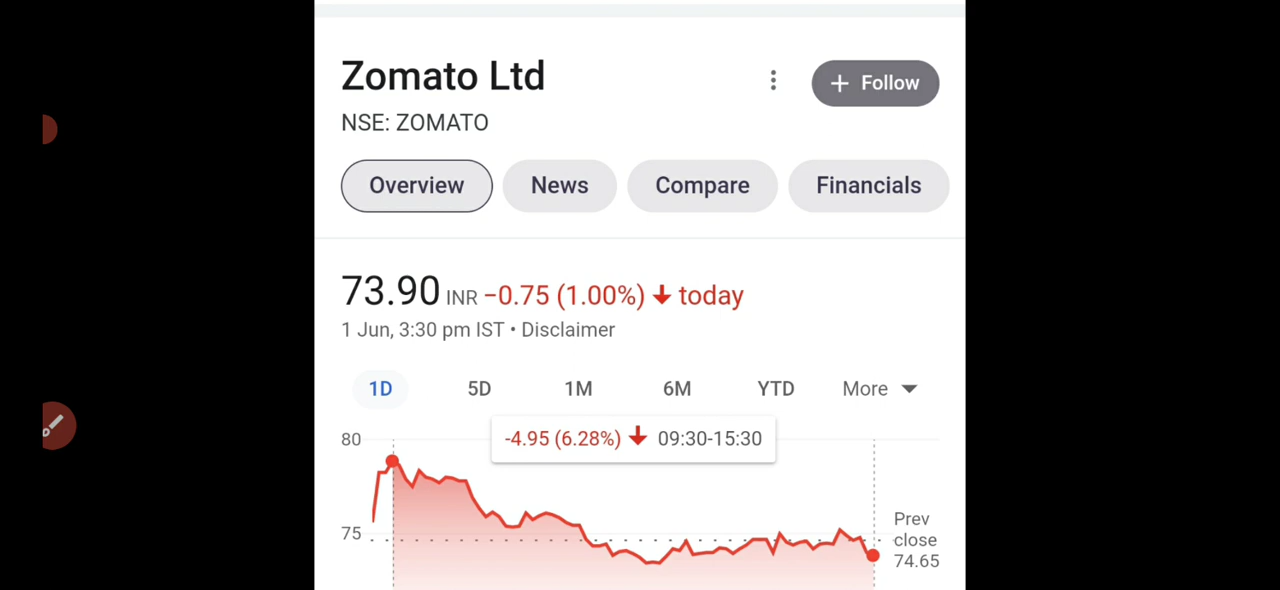 Zomato Ltd
+ Follow
NSE: ZOMATO
Overview News Compare Financials
73.90 INR −0.75 (1.00%) ↓ today
1 Jun, 3:30 pm IST • Disclaimer
1D 5D 1M 6M YTD More
-4.95 (6.28%) ↓ 09:30-15:30
80
75
Prev
close
74.65